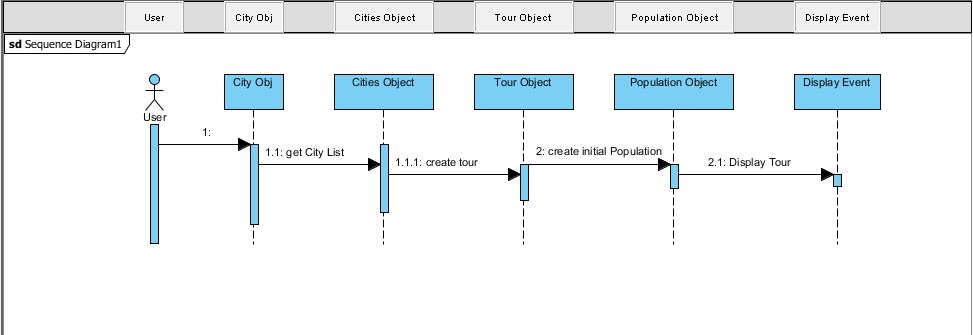 User City Obj Cities Object Tour Object Population Object Display Event
sd Sequence Diagram1
City Obj Cities Object Tour Object Population Object Display Event
User
1:
1.1: get City List
1.1.1: create tour
2: create initial Population
2.1: Display Tour